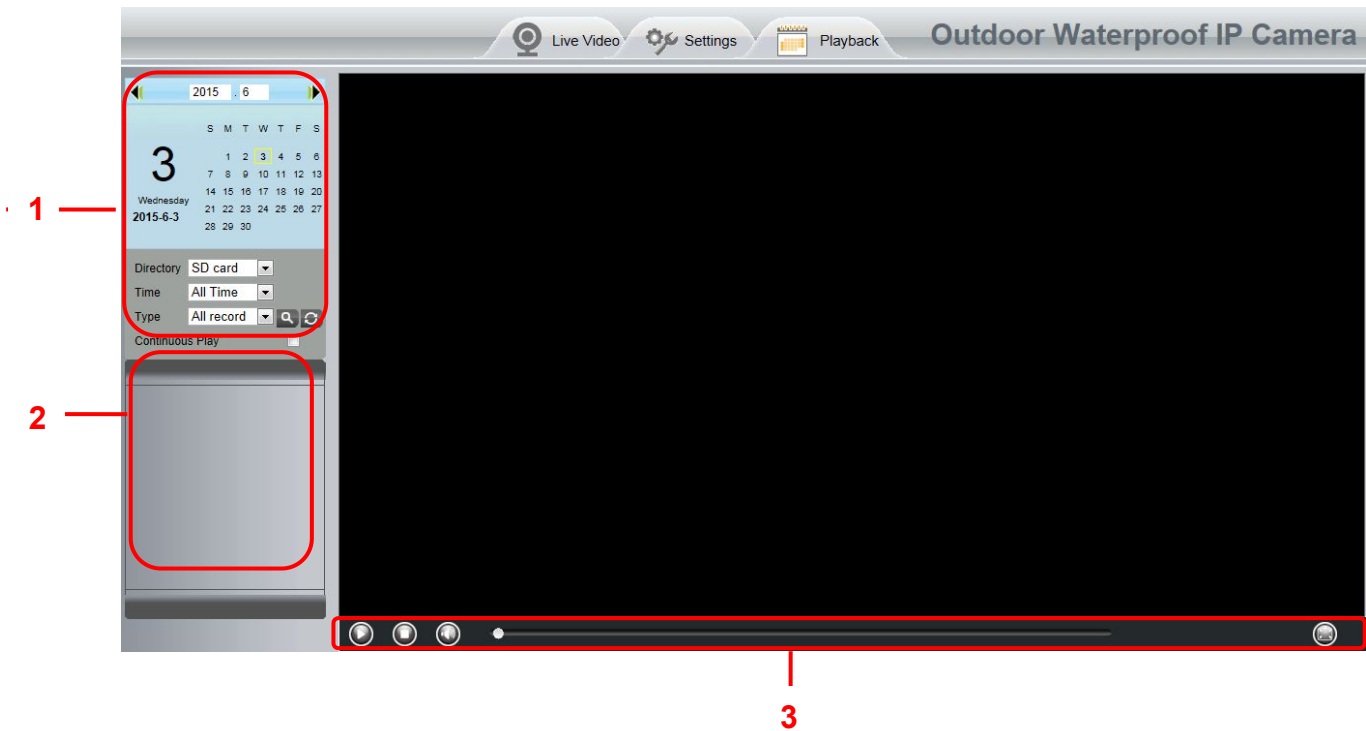 Live Video Settings Playback Outdoor Waterproof IP Camera
2015 . 6
S M T W T F S
1 2 3 4 5 6
7 8 9 10 11 12 13
14 15 16 17 18 19 20
21 22 23 24 25 26 27
28 29 30
3
Wednesday
2015-6-3
1
Directory SD card
Time All Time
Type All record
Continuous Play
2
3